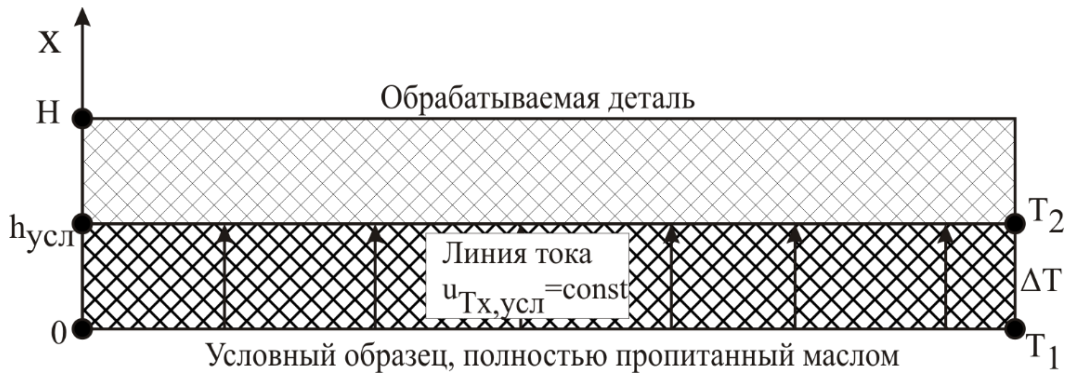 x
H
Обрабатываемая деталь
hусл
T2
Линия тока
uTx,усл=const
ΔT
0
T1
Условный образец, полностью пропитанный маслом